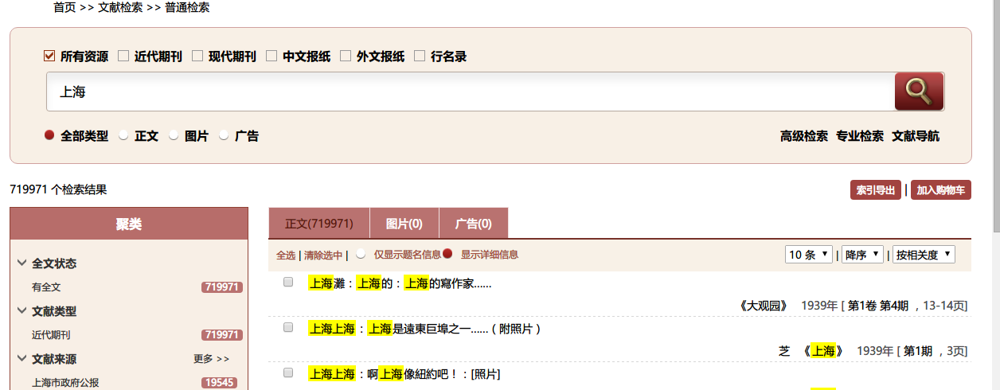 首页 >> 文献检索 >> 普通检索
所有资源 近代期刊 现代期刊 中文报纸 外文报纸 行名录
上海
全部类型 正文 图片 广告 高级检索 专业检索 文献导航
719971 个检索结果 索引导出 | 加入购物车
聚类
全文状态
有全文 719971
文献类型
近代期刊 719971
文献来源 更多 >>
上海市政府公报 19545
正文(719971) 图片(0) 广告(0)
全选 | 清除选中 | 仅显示题名信息 显示详细信息 10 条 | 降序 | 按相关度
上海灘：上海的：上海的寫作家……
《大观园》 1939年 [ 第1卷 第4期 ，13-14页]
上海上海：上海是遠東巨埠之一……（附照片）
芝 《上海》 1939年 [ 第1期 ，3页]
上海上海：啊上海像紐約吧！：[照片]